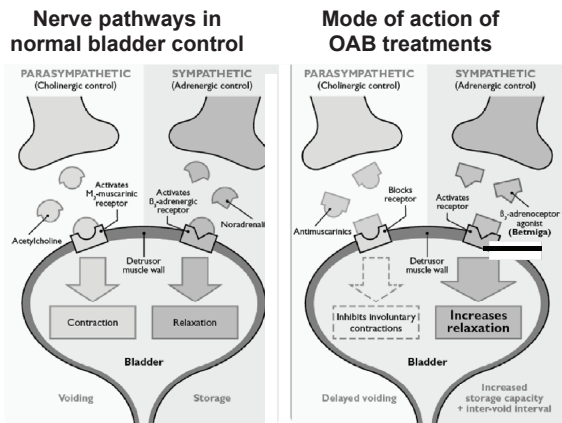 Nerve pathways in
normal bladder control
PARASYMPATHETIC
(Cholinergic control)
SYMPATHETIC
(Adrenergic control)
Activates
M3-muscarinic
receptor
Activates
ß3-adrenergic
receptor
Acetylcholine
Noradrenali
Detrusor
muscle wall
Contraction
Relaxation
Bladder
Voiding
Storage
Mode of action of
OAB treatments
PARASYMPATHETIC
(Cholinergic control)
SYMPATHETIC
(Adrenergic control)
Blocks
receptor
Activates
receptor
Antimuscarinics
ß3-adrenoceptor
agonist
(Betmiga)
Detrusor
muscle wall
Inhibits involuntary
contractions
Increases
relaxation
Bladder
Delayed voiding
Increased
storage capacity
+ inter-void interval